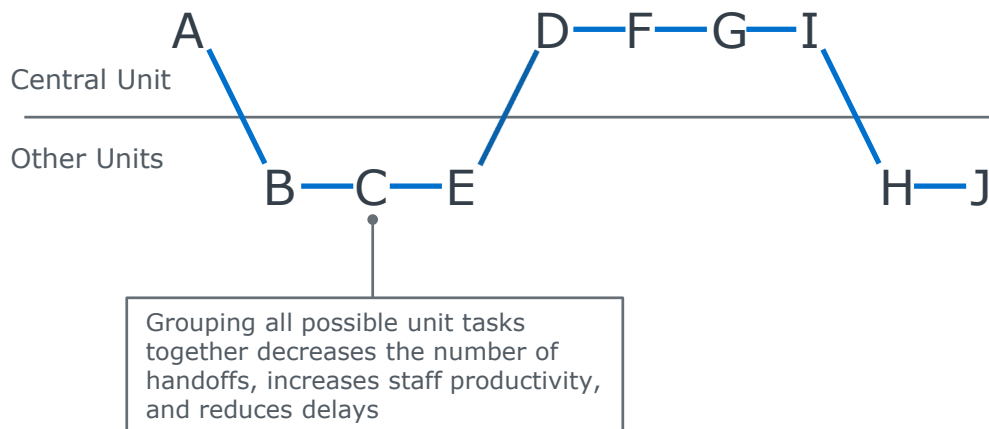 A D F G I
Central Unit
Other Units
B C E H J
Grouping all possible unit tasks
together decreases the number of
handoffs, increases staff productivity,
and reduces delays